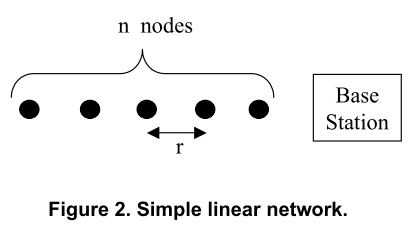 n nodes
Base
Station
r
Figure 2. Simple linear network.